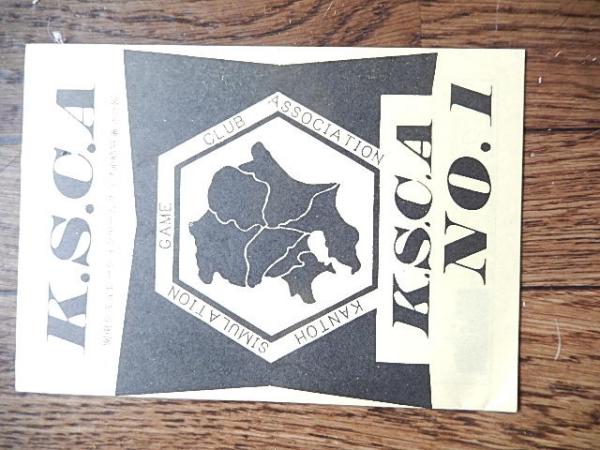 K.S.C.A
KANTOH
SIMULATION
GAME
CLUB
ASSOCIATION
K.S.C.A
NO.1